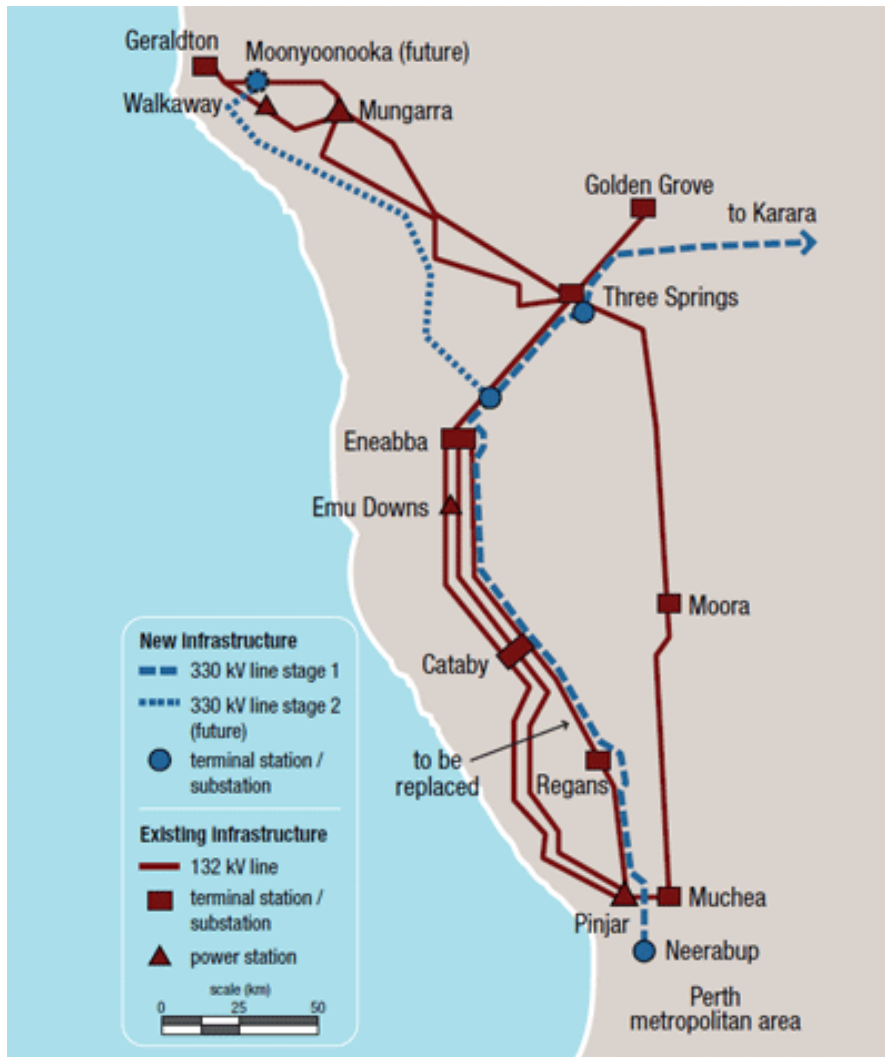 Geraldton
Moonyoonooka (future)
Walkaway
Mungarra
Golden Grove
to Karara
Three Springs
Eneabba
Emu Downs
Moora
Cataby
to be
replaced
Regans
Muchea
Pinjar
Neerabup
Perth
metropolitan area
New infrastructure
330 kV line stage 1
330 kV line stage 2
(future)
terminal station /
substation
Existing infrastructure
132 kV line
terminal station /
substation
power station
scale (km)
0 25 50